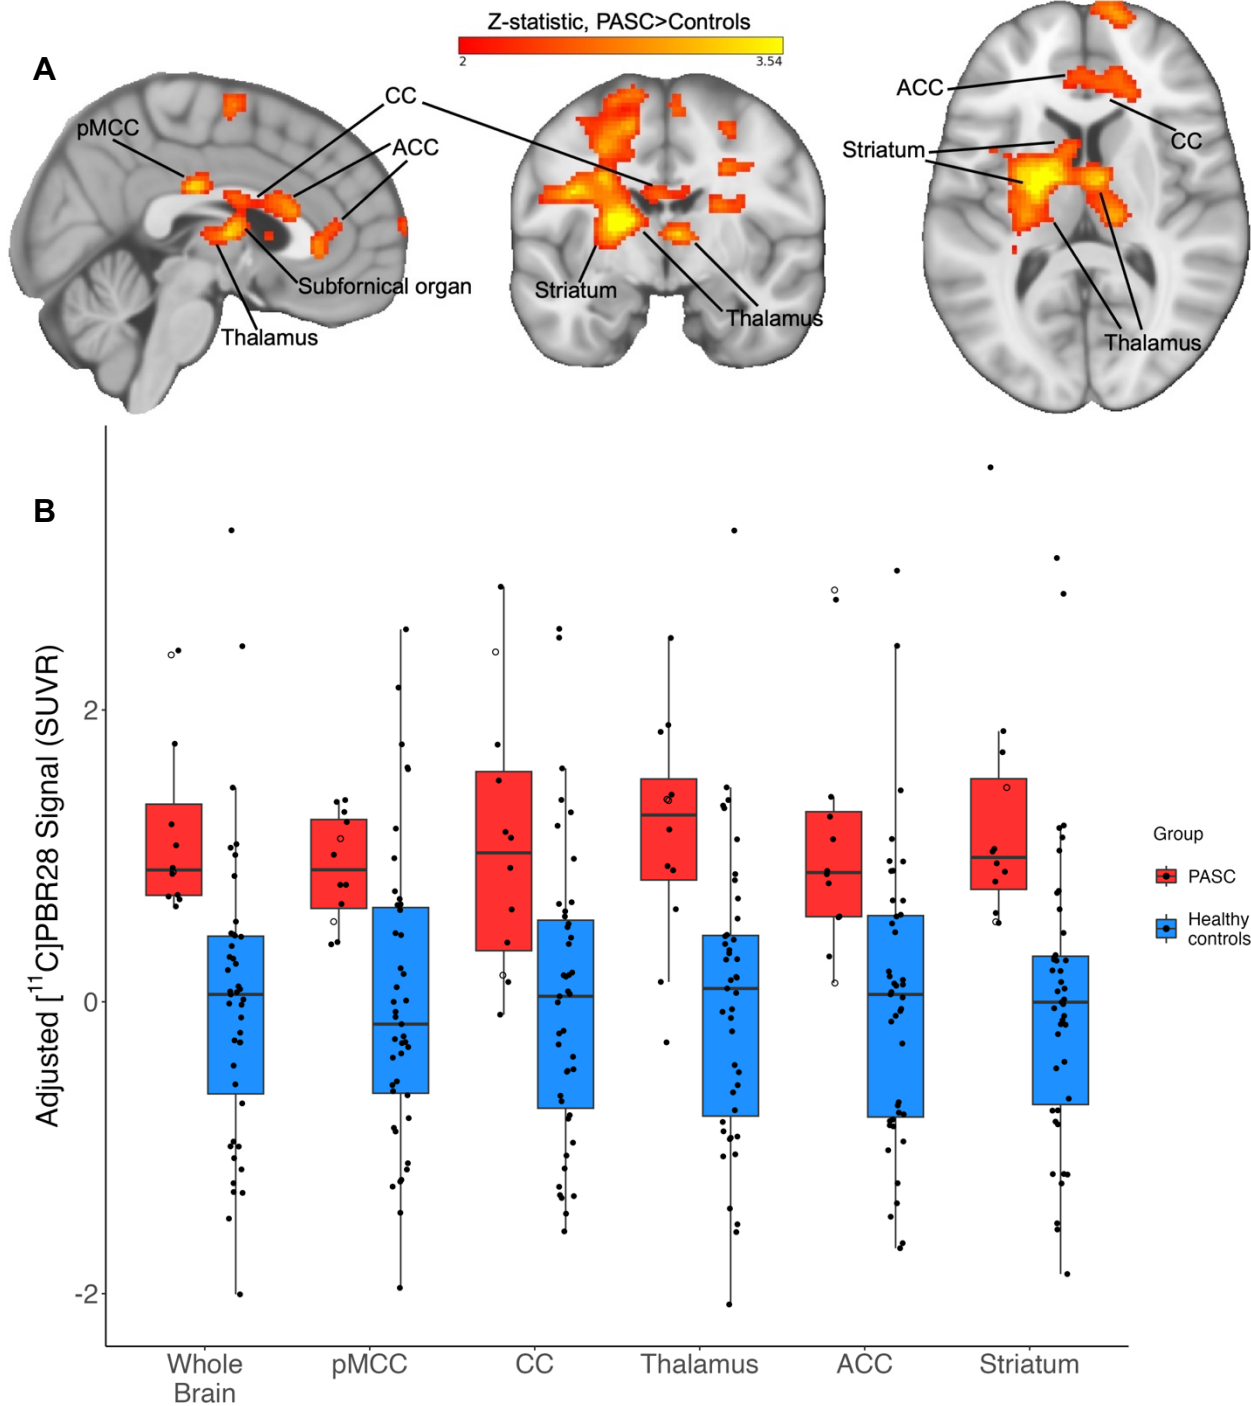 A
Z-statistic, PASC>Controls
2
3.54
pMCC
CC
ACC
Subfornical organ
Thalamus
Striatum
Thalamus
ACC
Striatum
CC
Thalamus
B
Adjusted [¹¹C]PBR28 Signal (SUVR)
2
0
-2
Whole
Brain
pMCC
CC
Thalamus
ACC
Striatum
Group
PASC
Healthy
controls